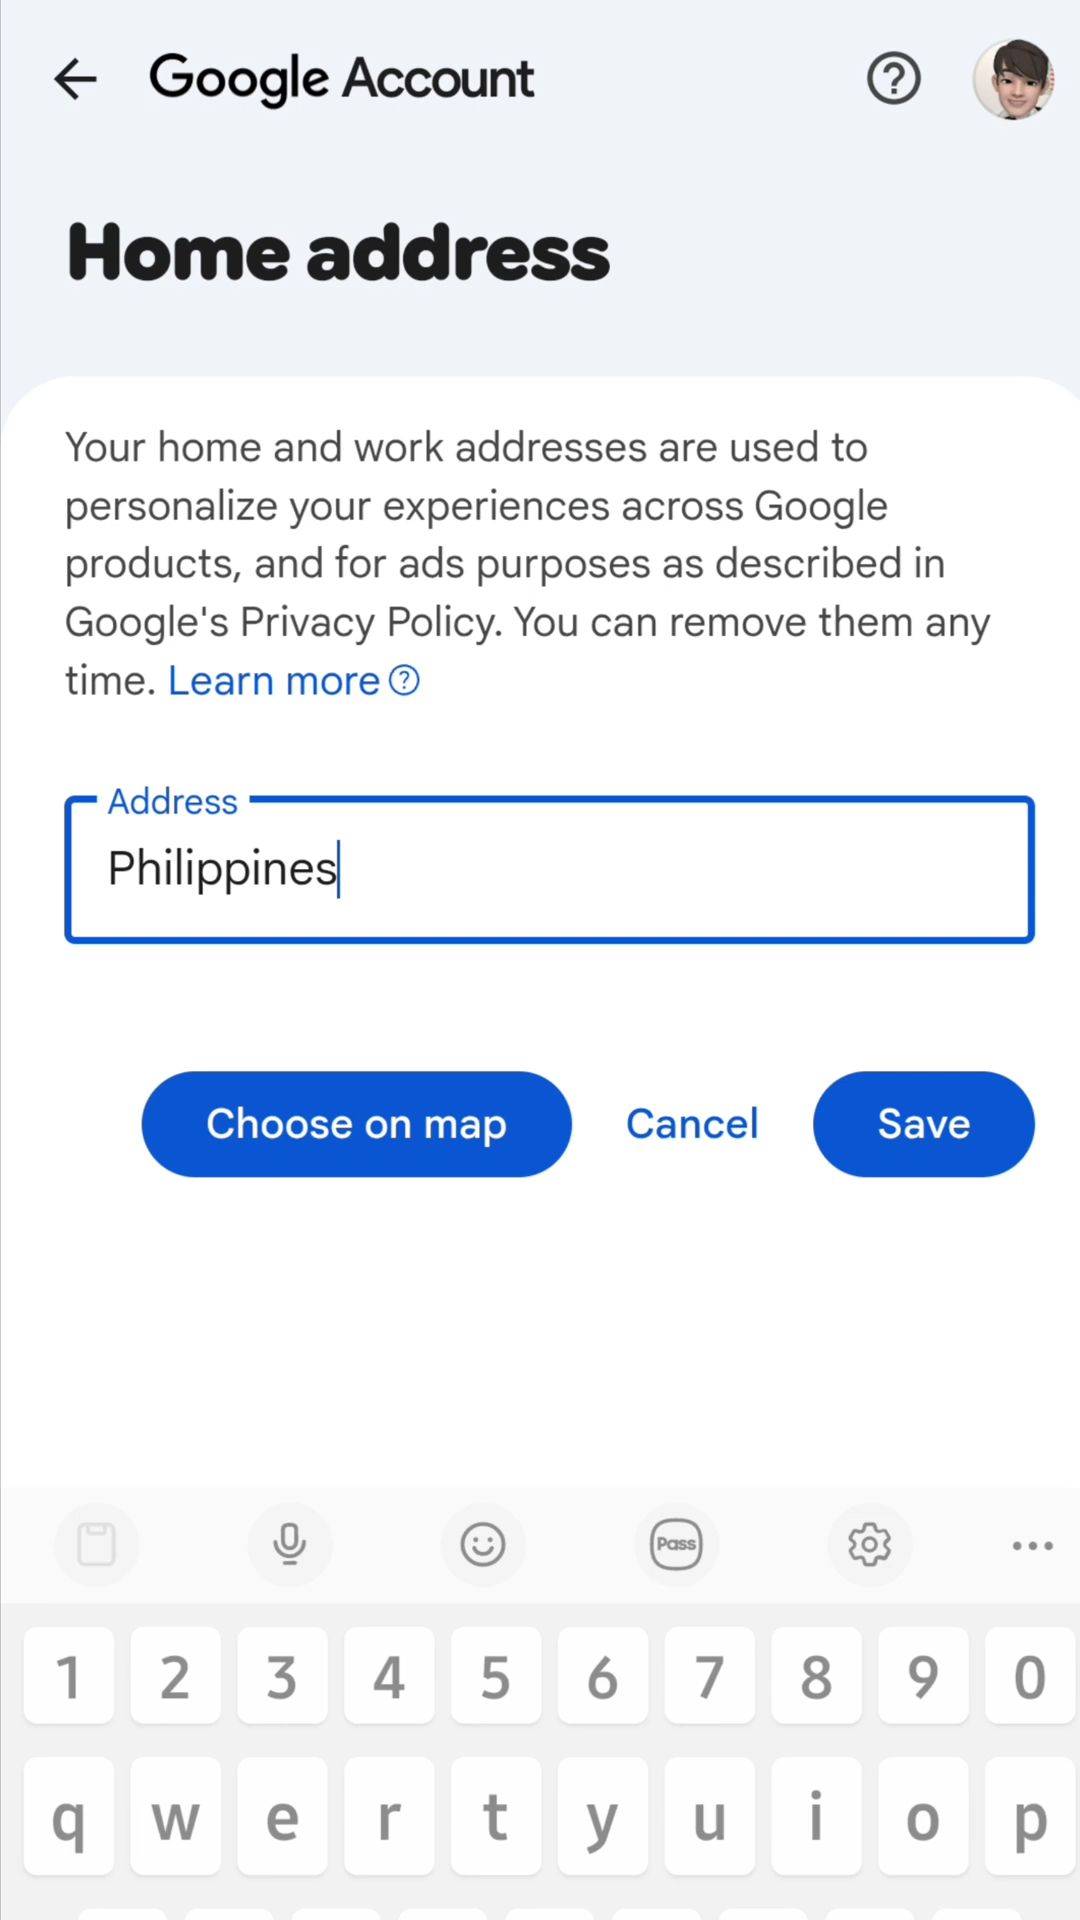 Google Account
Home address
Your home and work addresses are used to
personalize your experiences across Google
products, and for ads purposes as described in
Google's Privacy Policy. You can remove them any
time. Learn more
Address
Philippines
Choose on map Cancel Save
Pass
1 2 3 4 5 6 7 8 9 0
q w e r t y u i o p